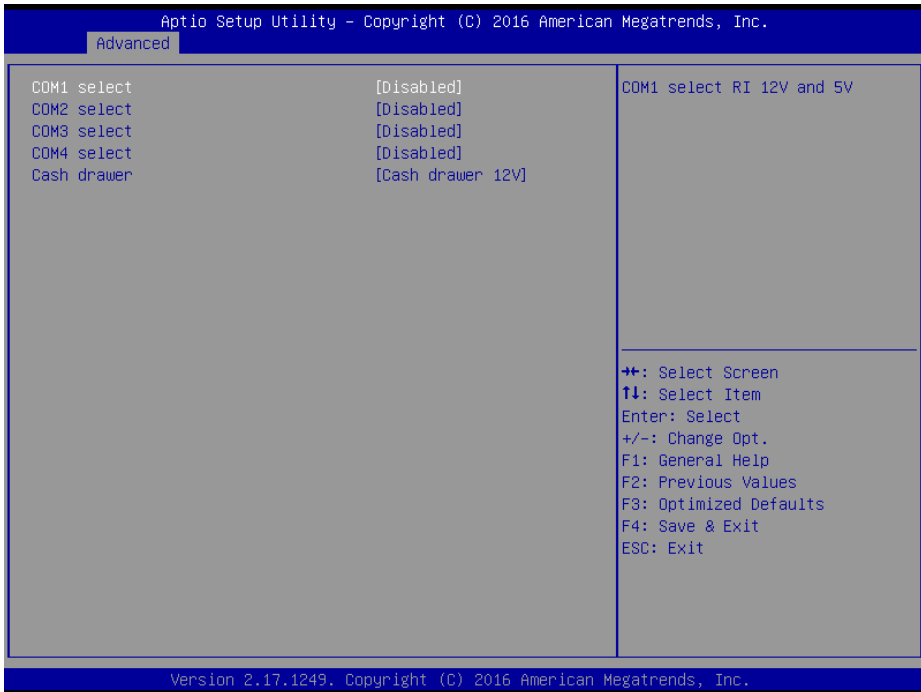 Aptio Setup Utility – Copyright (C) 2016 American Megatrends, Inc.
Advanced
COM1 select [Disabled]
COM2 select [Disabled]
COM3 select [Disabled]
COM4 select [Disabled]
Cash drawer [Cash drawer 12V]
COM1 select RI 12V and 5V
→←: Select Screen
↑↓: Select Item
Enter: Select
+/-: Change Opt.
F1: General Help
F2: Previous Values
F3: Optimized Defaults
F4: Save & Exit
ESC: Exit
Version 2.17.1249. Copyright (C) 2016 American Megatrends, Inc.